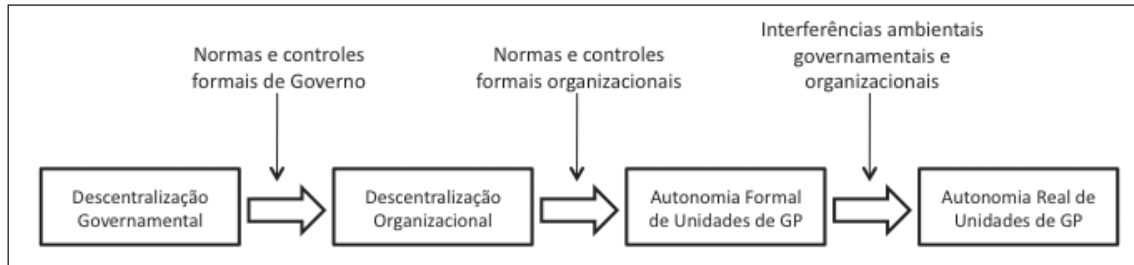 Normas e controles
formais de Governo
Normas e controles
formais organizacionais
Interferências ambientais
governamentais e
organizacionais
Descentralização
Governamental
Descentralização
Organizacional
Autonomia Formal
de Unidades de GP
Autonomia Real de
Unidades de GP